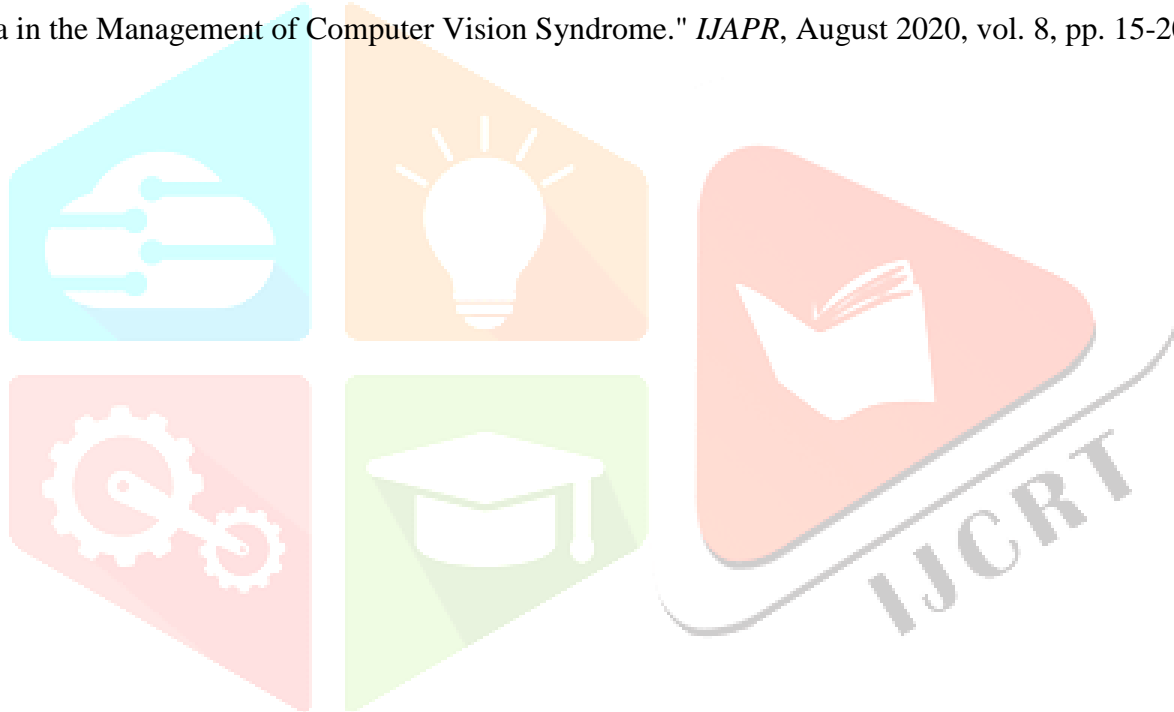 a in the Management of Computer Vision Syndrome." IJAPR, August 2020, vol. 8, pp. 15-20
IJCRT